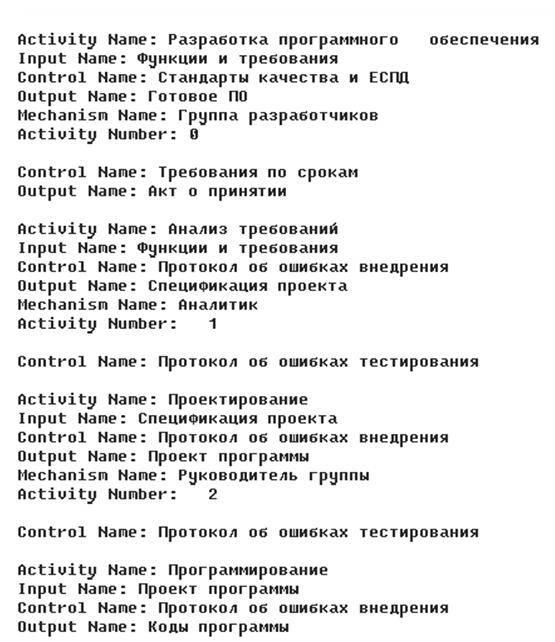 Activity Name: Разработка программного обеспечения
Input Name: Функции и требования
Control Name: Стандарты качества и ЕСПД
Output Name: Готовое ПО
Mechanism Name: Группа разработчиков
Activity Number: 0
Control Name: Требования по срокам
Output Name: Акт о принятии
Activity Name: Анализ требований
Input Name: Функции и требования
Control Name: Протокол об ошибках внедрения
Output Name: Спецификация проекта
Mechanism Name: Аналитик
Activity Number: 1
Control Name: Протокол об ошибках тестирования
Activity Name: Проектирование
Input Name: Спецификация проекта
Control Name: Протокол об ошибках внедрения
Output Name: Проект программы
Mechanism Name: Руководитель группы
Activity Number: 2
Control Name: Протокол об ошибках тестирования
Activity Name: Программирование
Input Name: Проект программы
Control Name: Протокол об ошибках внедрения
Output Name: Коды программы